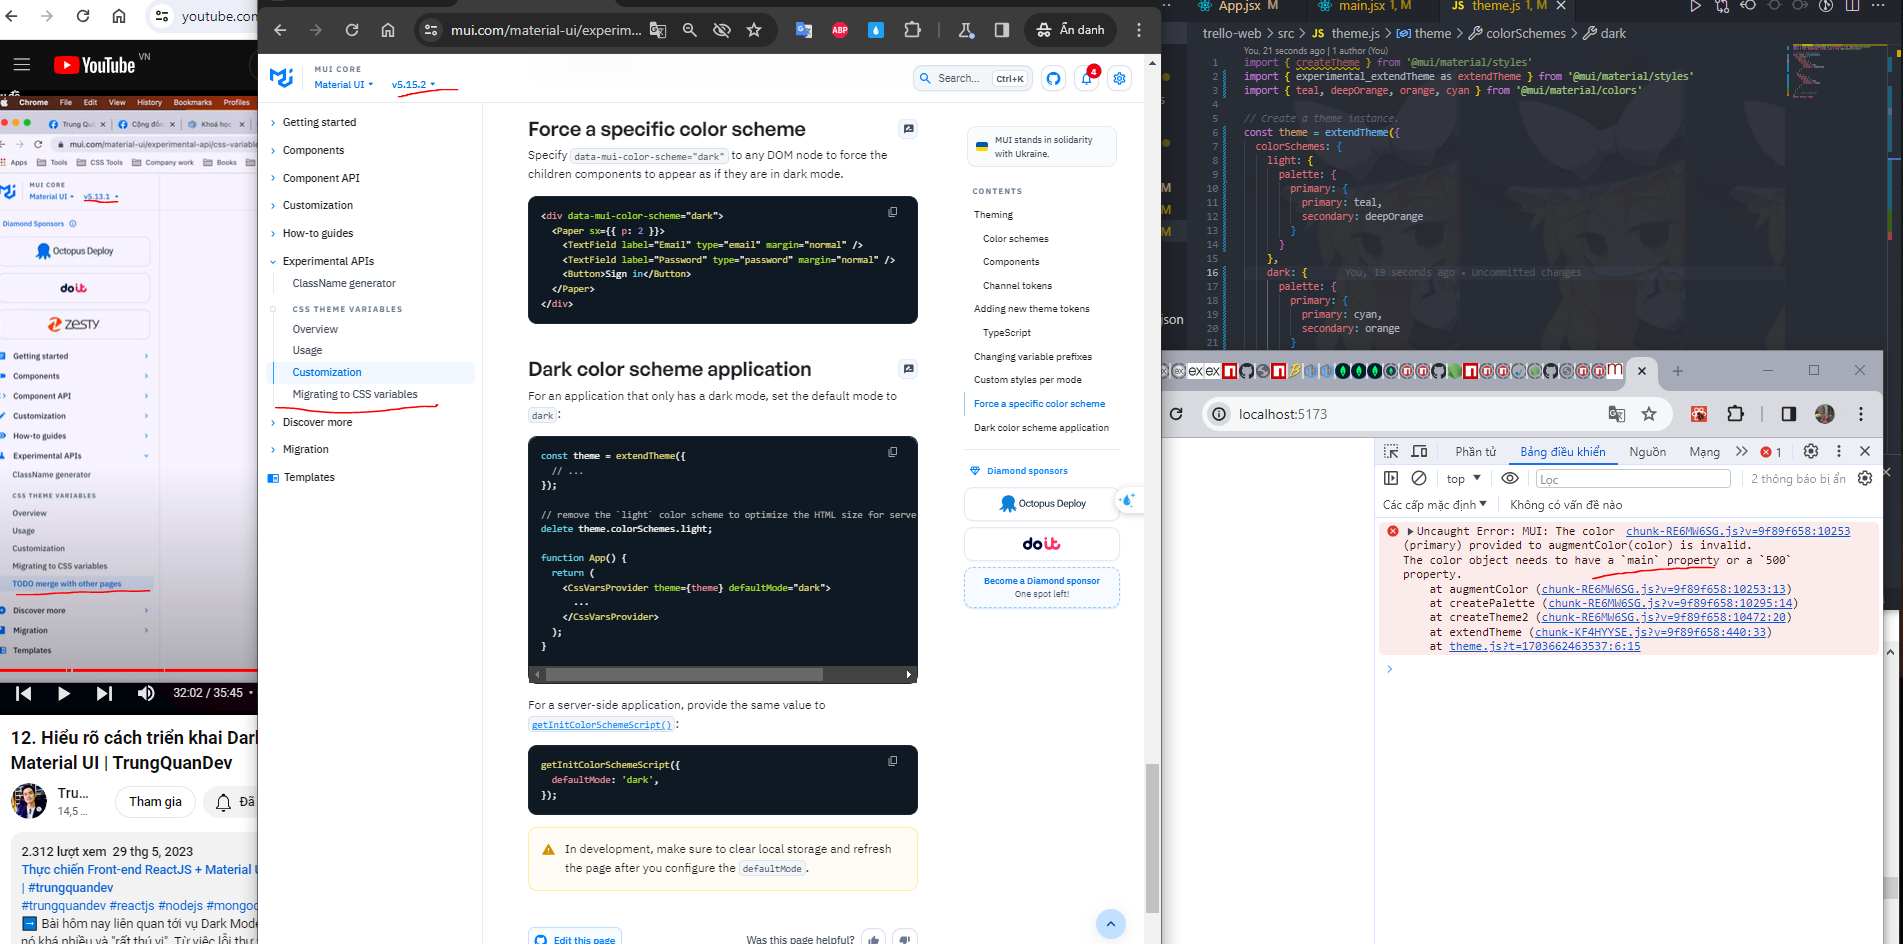 youtube.com
YouTube VN
Chrome File Edit View History Bookmarks Profiles
mui.com/material-ui/experimental-api/css-variable
Apps Tools CSS Tools Company work Books
MUI CORE
Material UI v5.13.1
Diamond Sponsors
Octopus Deploy
doit
ZESTY
Getting started
Components
Component API
Customization
How-to guides
Experimental APIs
ClassName generator
CSS THEME VARIABLES
Overview
Usage
Customization
Migrating to CSS variables
TODO merge with other pages
Discover more
Migration
Templates
32:02 / 35:45 •
12. Hiểu rõ cách triển khai Dar
Material UI | TrungQuanDev
Tru...
14,5 ...
Tham gia
Đã
2.312 lượt xem 29 thg 5, 2023
Thực chiến Front-end ReactJS + Material U
| #trungquandev
#trungquandev #reactjs #nodejs #mongo
Bài hôm nay liên quan tới vụ Dark Mode
mui.com/material-ui/experim...
ABP
Ẩn danh
MUI CORE
Material UI v5.15.2
Search... Ctrl+K
4
Getting started
Components
Component API
Customization
How-to guides
Experimental APIs
ClassName generator
CSS THEME VARIABLES
Overview
Usage
Customization
Migrating to CSS variables
Discover more
Migration
Templates
Force a specific color scheme
Specify data-mui-color-scheme="dark" to any DOM node to force the
children components to appear as if they are in dark mode.
<div data-mui-color-scheme="dark">
<Paper sx={{ p: 2 }}>
<TextField label="Email" type="email" margin="normal" />
<TextField label="Password" type="password" margin="normal" />
<Button>Sign in</Button>
</Paper>
</div>
Dark color scheme application
For an application that only has a dark mode, set the default mode to
dark:
const theme = extendTheme({
// ...
});
// remove the `light` color scheme to optimize the HTML size for serve
delete theme.colorSchemes.light;
function App() {
return (
<CssVarsProvider theme={theme} defaultMode="dark">
...
</CssVarsProvider>
);
}
For a server-side application, provide the same value to
getInitColorSchemeScript():
getInitColorSchemeScript({
defaultMode: 'dark',
});
In development, make sure to clear local storage and refresh
the page after you configure the defaultMode.
Edit this page
Was this page helpful?
MUI stands in solidarity
with Ukraine.
CONTENTS
Theming
Color schemes
Components
Channel tokens
Adding new theme tokens
TypeScript
Changing variable prefixes
Custom styles per mode
Force a specific color scheme
Dark color scheme application
Diamond sponsors
Octopus Deploy
doit
Become a Diamond sponsor
One spot left!
App.jsx M
main.jsx 1, M
JS theme.js 1, M
trello-web > src > JS theme.js > theme > colorSchemes > dark
You, 21 seconds ago | 1 author (You)
1 import { createTheme } from '@mui/material/styles'
2 import { experimental_extendTheme as extendTheme } from '@mui/material/styles'
3 import { teal, deepOrange, orange, cyan } from '@mui/material/colors'
4
5 // Create a theme instance.
6 const theme = extendTheme({
7 colorSchemes: {
8 light: {
9 palette: {
10 primary: {
11 primary: teal,
12 secondary: deepOrange
13 }
14 }
15 },
16 dark: { You, 19 seconds ago • Uncommitted changes
17 palette: {
18 primary: {
19 primary: cyan,
20 secondary: orange
21 }
M
M
M
json
localhost:5173
Phần tử Bảng điều khiển Nguồn Mạng 1
top Lọc 2 thông báo bị ẩn
Các cấp mặc định Không có vấn đề nào
Uncaught Error: MUI: The color chunk-RE6MW6SG.js?v=9f89f658:10253
(primary) provided to augmentColor(color) is invalid.
The color object needs to have a `main` property or a `500`
property.
at augmentColor (chunk-RE6MW6SG.js?v=9f89f658:10253:13)
at createPalette (chunk-RE6MW6SG.js?v=9f89f658:10295:14)
at createTheme2 (chunk-RE6MW6SG.js?v=9f89f658:10472:20)
at extendTheme (chunk-KF4HYYSE.js?v=9f89f658:440:33)
at theme.js?t=1703662463537:6:15